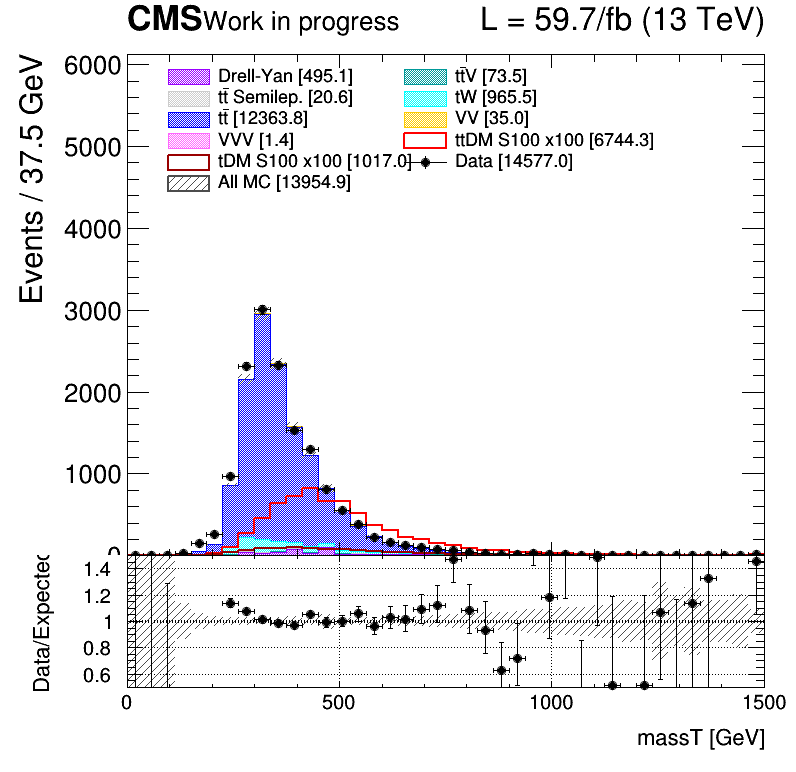 CMS Work in progress L = 59.7/fb (13 TeV)
Events / 37.5 GeV
6000
5000
4000
3000
2000
1000
0
Drell-Yan [495.1] tt̄V [73.5]
tt̄ Semilep. [20.6] tW [965.5]
tt̄ [12363.8] VV [35.0]
VVV [1.4] ttDM S100 x100 [6744.3]
tDM S100 x100 [1017.0] Data [14577.0]
All MC [13954.9]
Data/Expected
1.4
1.2
1
0.8
0.6
0 500 1000 1500
massT [GeV]